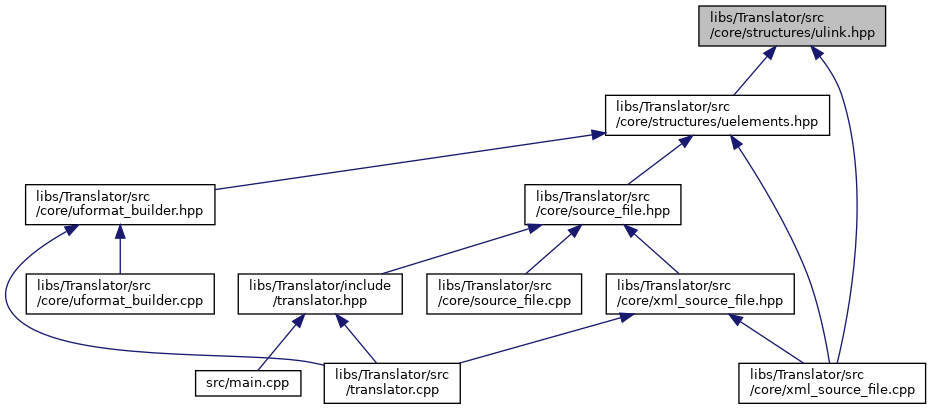 libs/Translator/src
/core/structures/ulink.hpp
libs/Translator/src
/core/structures/uelements.hpp
libs/Translator/src
/core/uformat_builder.hpp
libs/Translator/src
/core/source_file.hpp
libs/Translator/src
/core/uformat_builder.cpp
libs/Translator/include
/translator.hpp
libs/Translator/src
/core/source_file.cpp
libs/Translator/src
/core/xml_source_file.hpp
src/main.cpp
libs/Translator/src
/translator.cpp
libs/Translator/src
/core/xml_source_file.cpp